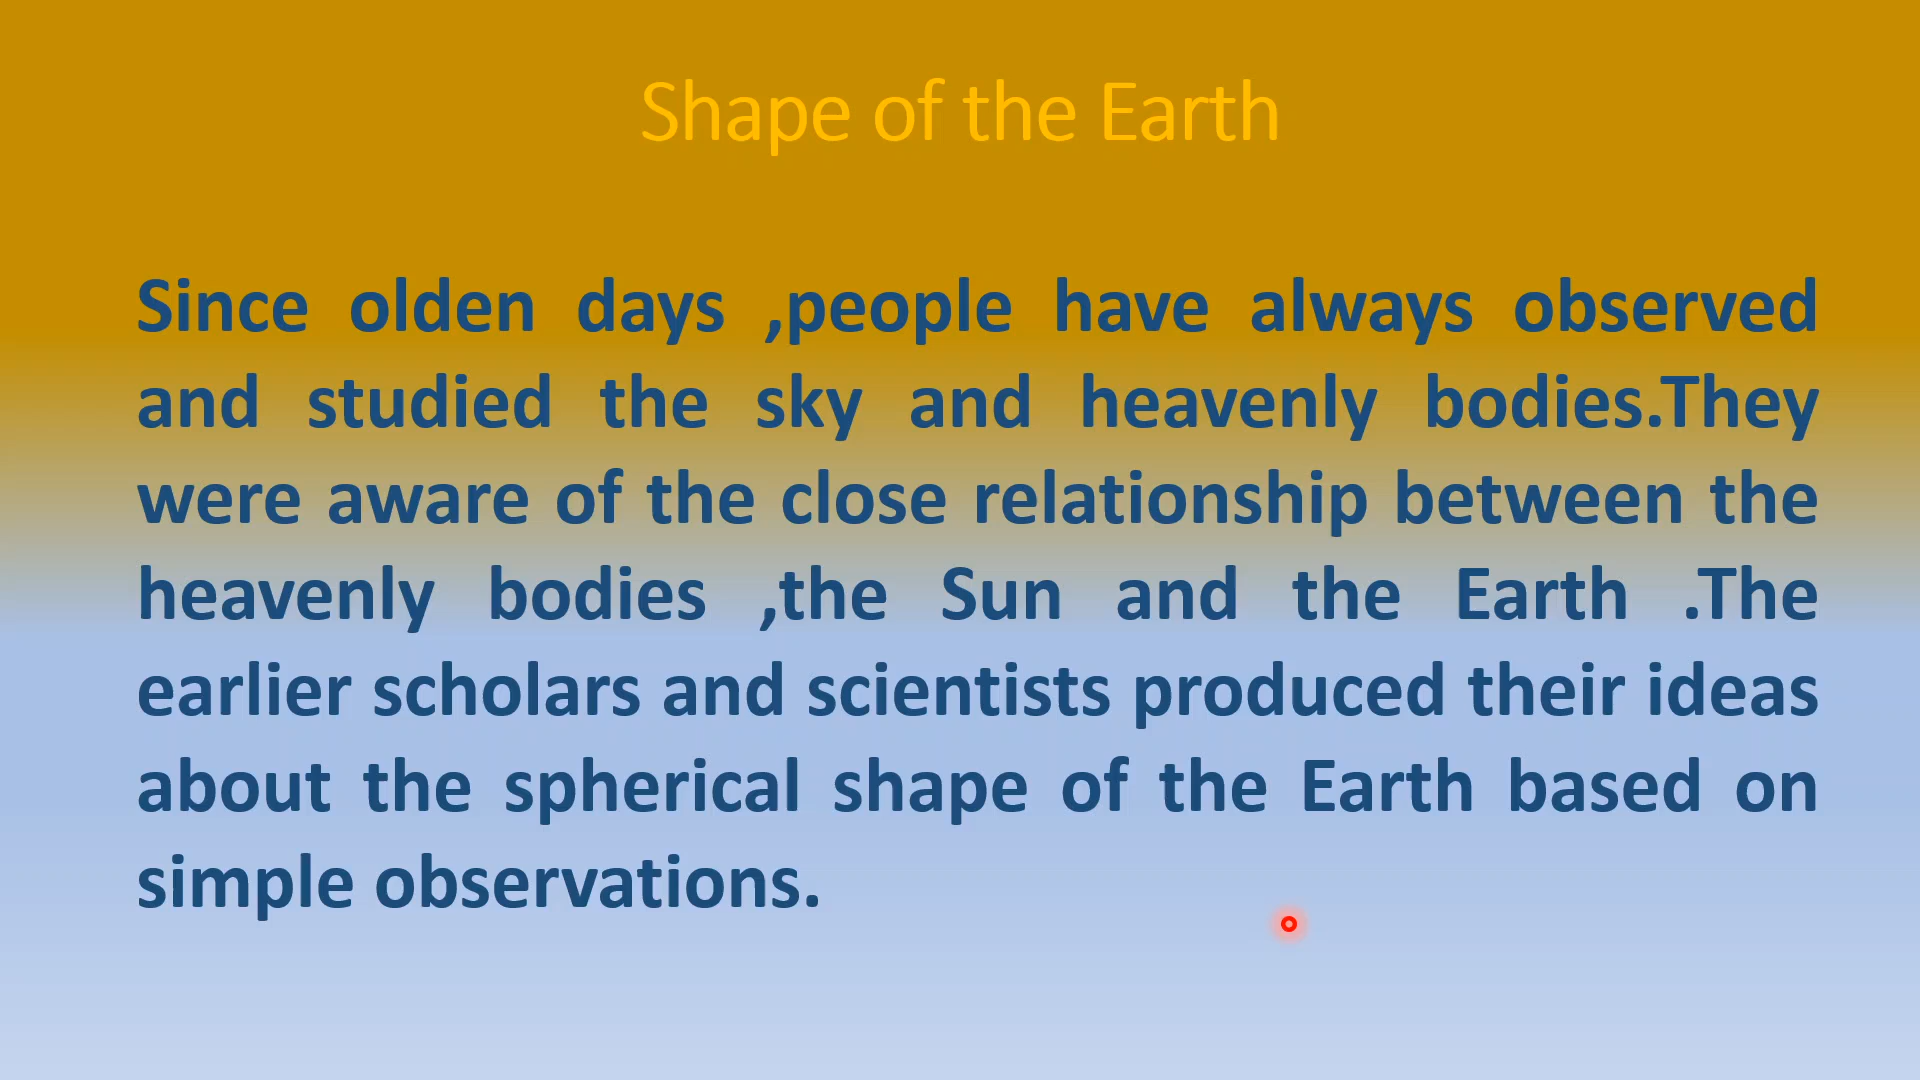 Shape of the Earth
Since olden days ,people have always observed
and studied the sky and heavenly bodies.They
were aware of the close relationship between the
heavenly bodies ,the Sun and the Earth .The
earlier scholars and scientists produced their ideas
about the spherical shape of the Earth based on
simple observations.